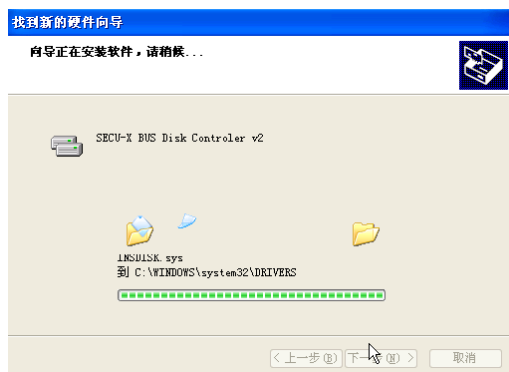 找到新的硬件向导
向导正在安装软件，请稍候...
SECU-X BUS Disk Controler v2
INSDISK.sys
到 C:\WINDOWS\system32\DRIVERS
< 上一步(B)
下一步(N) >
取消